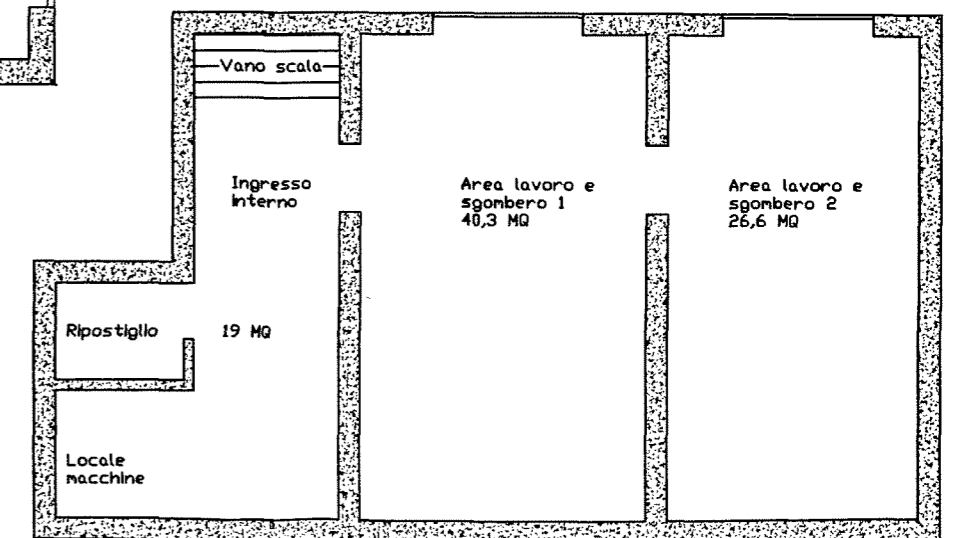 Vano scala
Ingresso
Interno
Area lavoro e
sgombero 1
40,3 MQ
Area lavoro e
sgombero 2
26,6 MQ
Ripostiglio
19 MQ
Locale
macchine